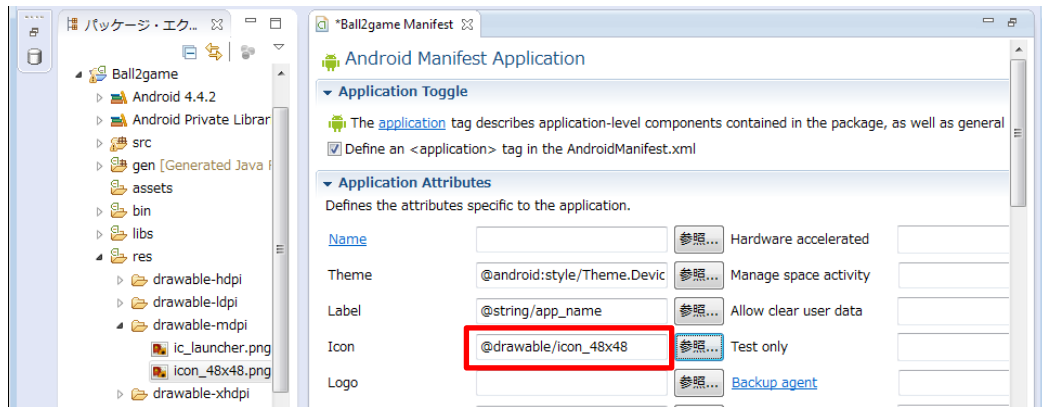 パッケージ・エク...
Ball2game
Android 4.4.2
Android Private Librar
src
gen [Generated Java F
assets
bin
libs
res
drawable-hdpi
drawable-ldpi
drawable-mdpi
ic_launcher.png
icon_48x48.png
drawable-xhdpi
*Ball2game Manifest
Android Manifest Application
Application Toggle
The application tag describes application-level components contained in the package, as well as general
Define an <application> tag in the AndroidManifest.xml
Application Attributes
Defines the attributes specific to the application.
Name 参照... Hardware accelerated
Theme @android:style/Theme.Devic 参照... Manage space activity
Label @string/app_name 参照... Allow clear user data
Icon @drawable/icon_48x48 参照... Test only
Logo 参照... Backup agent